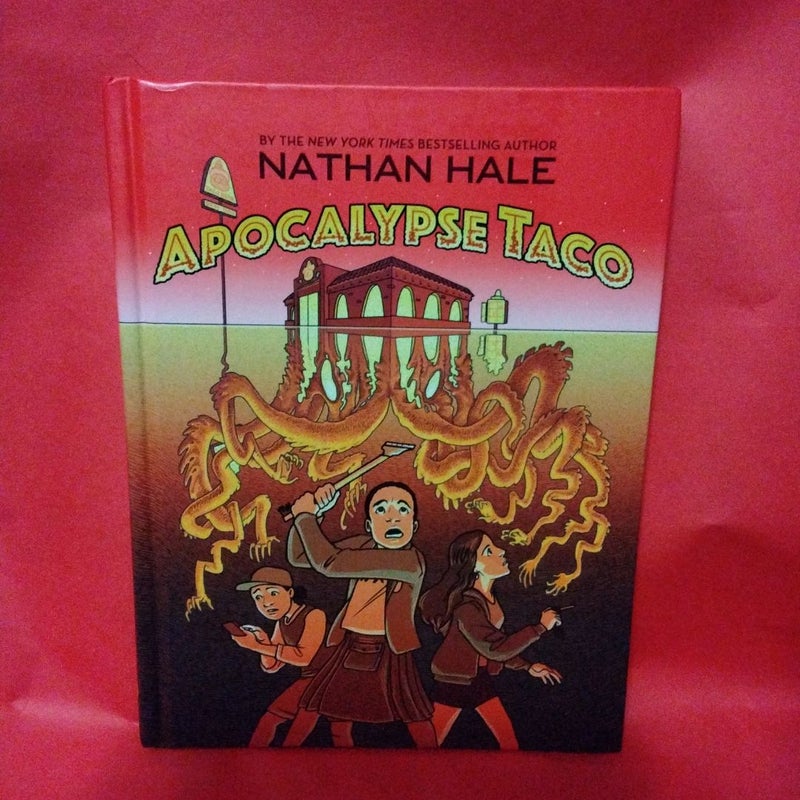 BY THE NEW YORK TIMES BESTSELLING AUTHOR
NATHAN HALE
APOCALYPSE TACO